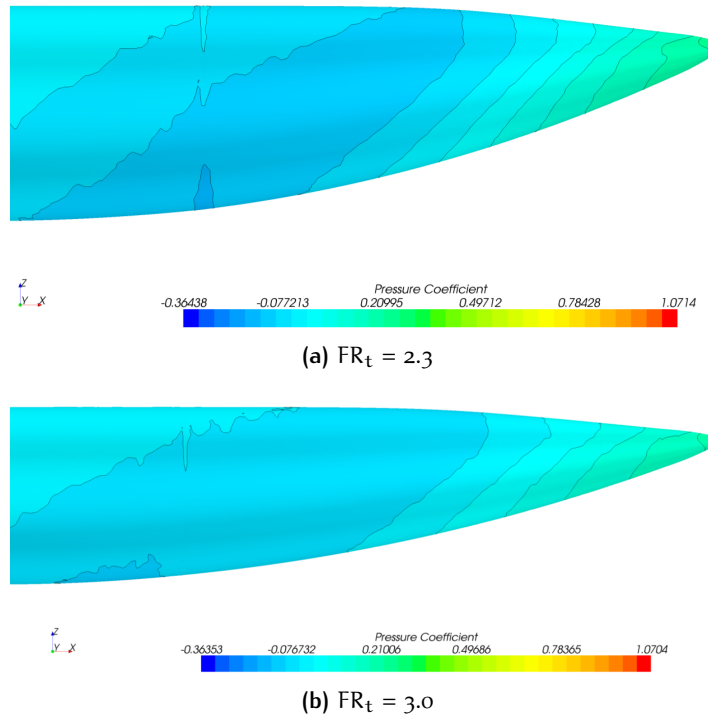 Z
Y X
Pressure Coefficient
-0.36438 -0.077213 0.20995 0.49712 0.78428 1.0714
(a) FRt = 2.3
Z
Y X
Pressure Coefficient
-0.36353 -0.076732 0.21006 0.49686 0.78365 1.0704
(b) FRt = 3.0